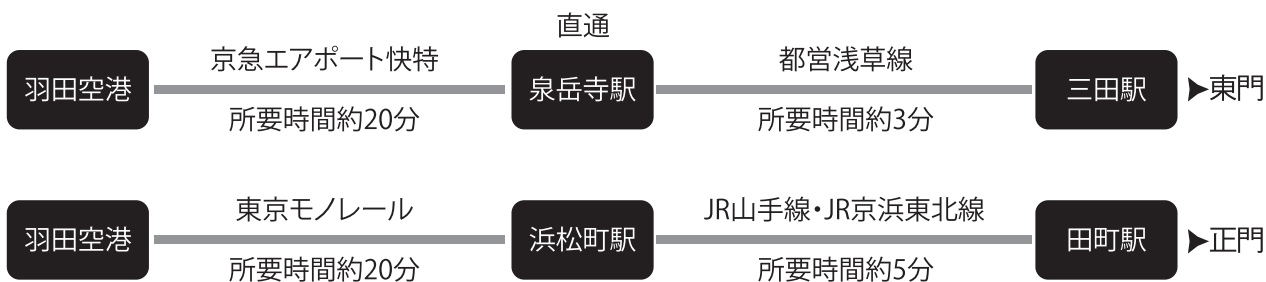 直通
京急エアポート快特
都営浅草線
羽田空港
泉岳寺駅
三田駅
➤東門
所要時間約20分
所要時間約3分
東京モノレール
JR山手線・JR京浜東北線
羽田空港
浜松町駅
田町駅
➤正門
所要時間約20分
所要時間約5分